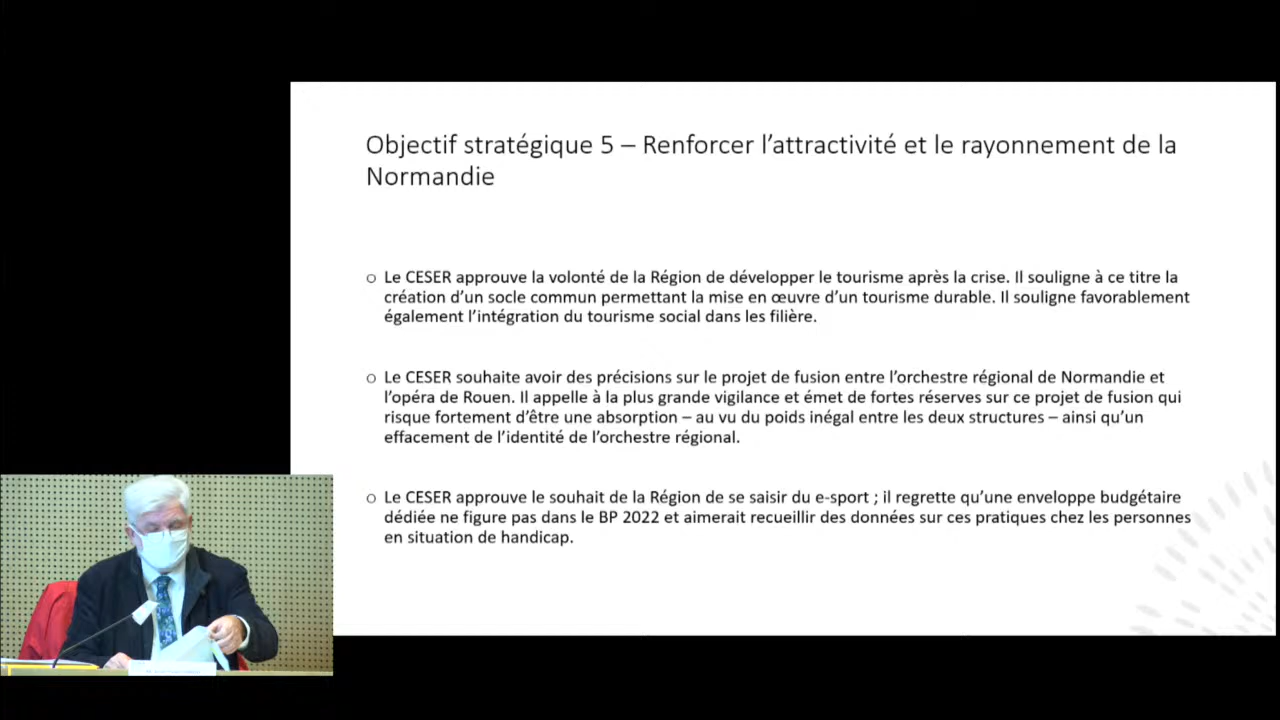 Objectif stratégique 5 – Renforcer l’attractivité et le rayonnement de la
Normandie
o Le CESER approuve la volonté de la Région de développer le tourisme après la crise. Il souligne à ce titre la
création d’un socle commun permettant la mise en œuvre d’un tourisme durable. Il souligne favorablement
également l’intégration du tourisme social dans les filière.
o Le CESER souhaite avoir des précisions sur le projet de fusion entre l’orchestre régional de Normandie et
l’opéra de Rouen. Il appelle à la plus grande vigilance et émet de fortes réserves sur ce projet de fusion qui
risque fortement d’être une absorption – au vu du poids inégal entre les deux structures – ainsi qu’un
effacement de l’identité de l’orchestre régional.
o Le CESER approuve le souhait de la Région de se saisir du e-sport ; il regrette qu’une enveloppe budgétaire
dédiée ne figure pas dans le BP 2022 et aimerait recueillir des données sur ces pratiques chez les personnes
en situation de handicap.